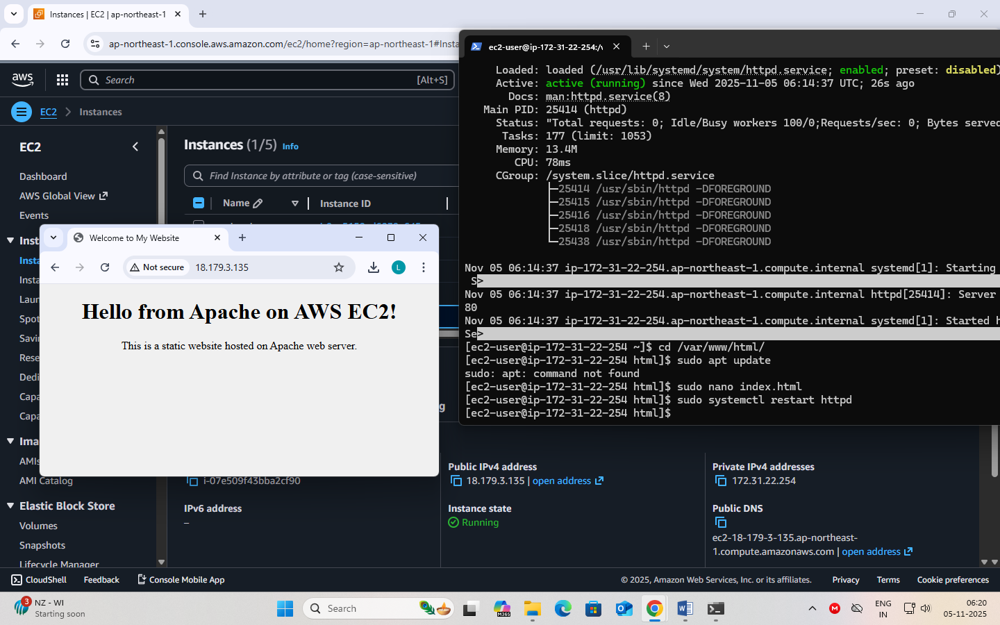 Instances | EC2 | ap-northeast-1
ap-northeast-1.console.aws.amazon.com/ec2/home?region=ap-northeast-1#Insta
aws
Search
[Alt+S]
EC2
Instances
EC2
Dashboard
AWS Global View
Events
Inst
Insta
Insta
Laun
Spot
Savin
Rese
Dedi
Capa
Capa
Ima
AMIs
AMI Catalog
Elastic Block Store
Volumes
Snapshots
Lifecycle Manager
Instances (1/5) Info
Find Instance by attribute or tag (case-sensitive)
Name
Instance ID
Welcome to My Website
Not secure
18.179.3.135
L
Hello from Apache on AWS EC2!
This is a static website hosted on Apache web server.
ec2-user@ip-172-31-22-254:/v
Loaded: loaded (/usr/lib/systemd/system/httpd.service; enabled; preset: disabled)
Active: active (running) since Wed 2025-11-05 06:14:37 UTC; 26s ago
Docs: man:httpd.service(8)
Main PID: 25414 (httpd)
Status: "Total requests: 0; Idle/Busy workers 100/0;Requests/sec: 0; Bytes served
Tasks: 177 (limit: 1053)
Memory: 13.4M
CPU: 78ms
CGroup: /system.slice/httpd.service
├─25414 /usr/sbin/httpd -DFOREGROUND
├─25415 /usr/sbin/httpd -DFOREGROUND
├─25416 /usr/sbin/httpd -DFOREGROUND
├─25418 /usr/sbin/httpd -DFOREGROUND
└─25438 /usr/sbin/httpd -DFOREGROUND
Nov 05 06:14:37 ip-172-31-22-254.ap-northeast-1.compute.internal systemd[1]: Starting
S>
Nov 05 06:14:37 ip-172-31-22-254.ap-northeast-1.compute.internal httpd[25414]: Server
80
Nov 05 06:14:37 ip-172-31-22-254.ap-northeast-1.compute.internal systemd[1]: Started h
Se>
[ec2-user@ip-172-31-22-254 ~]$ cd /var/www/html/
[ec2-user@ip-172-31-22-254 html]$ sudo apt update
sudo: apt: command not found
[ec2-user@ip-172-31-22-254 html]$ sudo nano index.html
[ec2-user@ip-172-31-22-254 html]$ sudo systemctl restart httpd
[ec2-user@ip-172-31-22-254 html]$
g
i-07e509f43bba2cf90
IPv6 address
–
Public IPv4 address
18.179.3.135 | open address
Instance state
Running
Private IPv4 addresses
172.31.22.254
Public DNS
ec2-18-179-3-135.ap-northeast-
1.compute.amazonaws.com | open address
CloudShell
Feedback
Console Mobile App
© 2025, Amazon Web Services, Inc. or its affiliates.
Privacy
Terms
Cookie preferences
3
NZ - WI
Starting soon
Search
M365
M
ENG
IN
06:20
05-11-2025